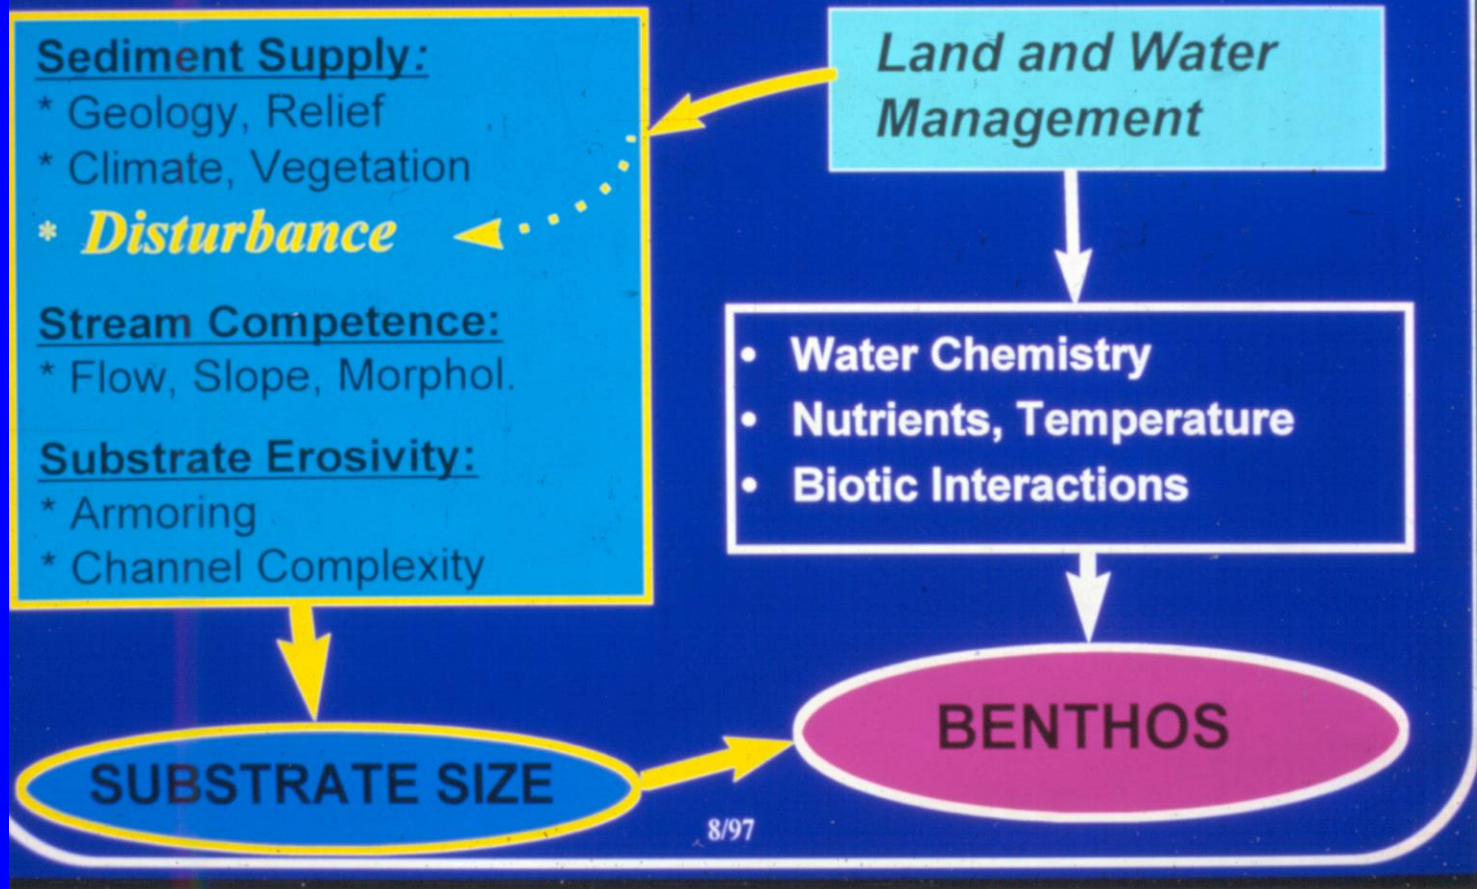 Sediment Supply:
* Geology, Relief
* Climate, Vegetation
* Disturbance
Stream Competence:
* Flow, Slope, Morphol.
Substrate Erosivity:
* Armoring
* Channel Complexity
Land and Water
Management
• Water Chemistry
• Nutrients, Temperature
• Biotic Interactions
SUBSTRATE SIZE
BENTHOS
8/97